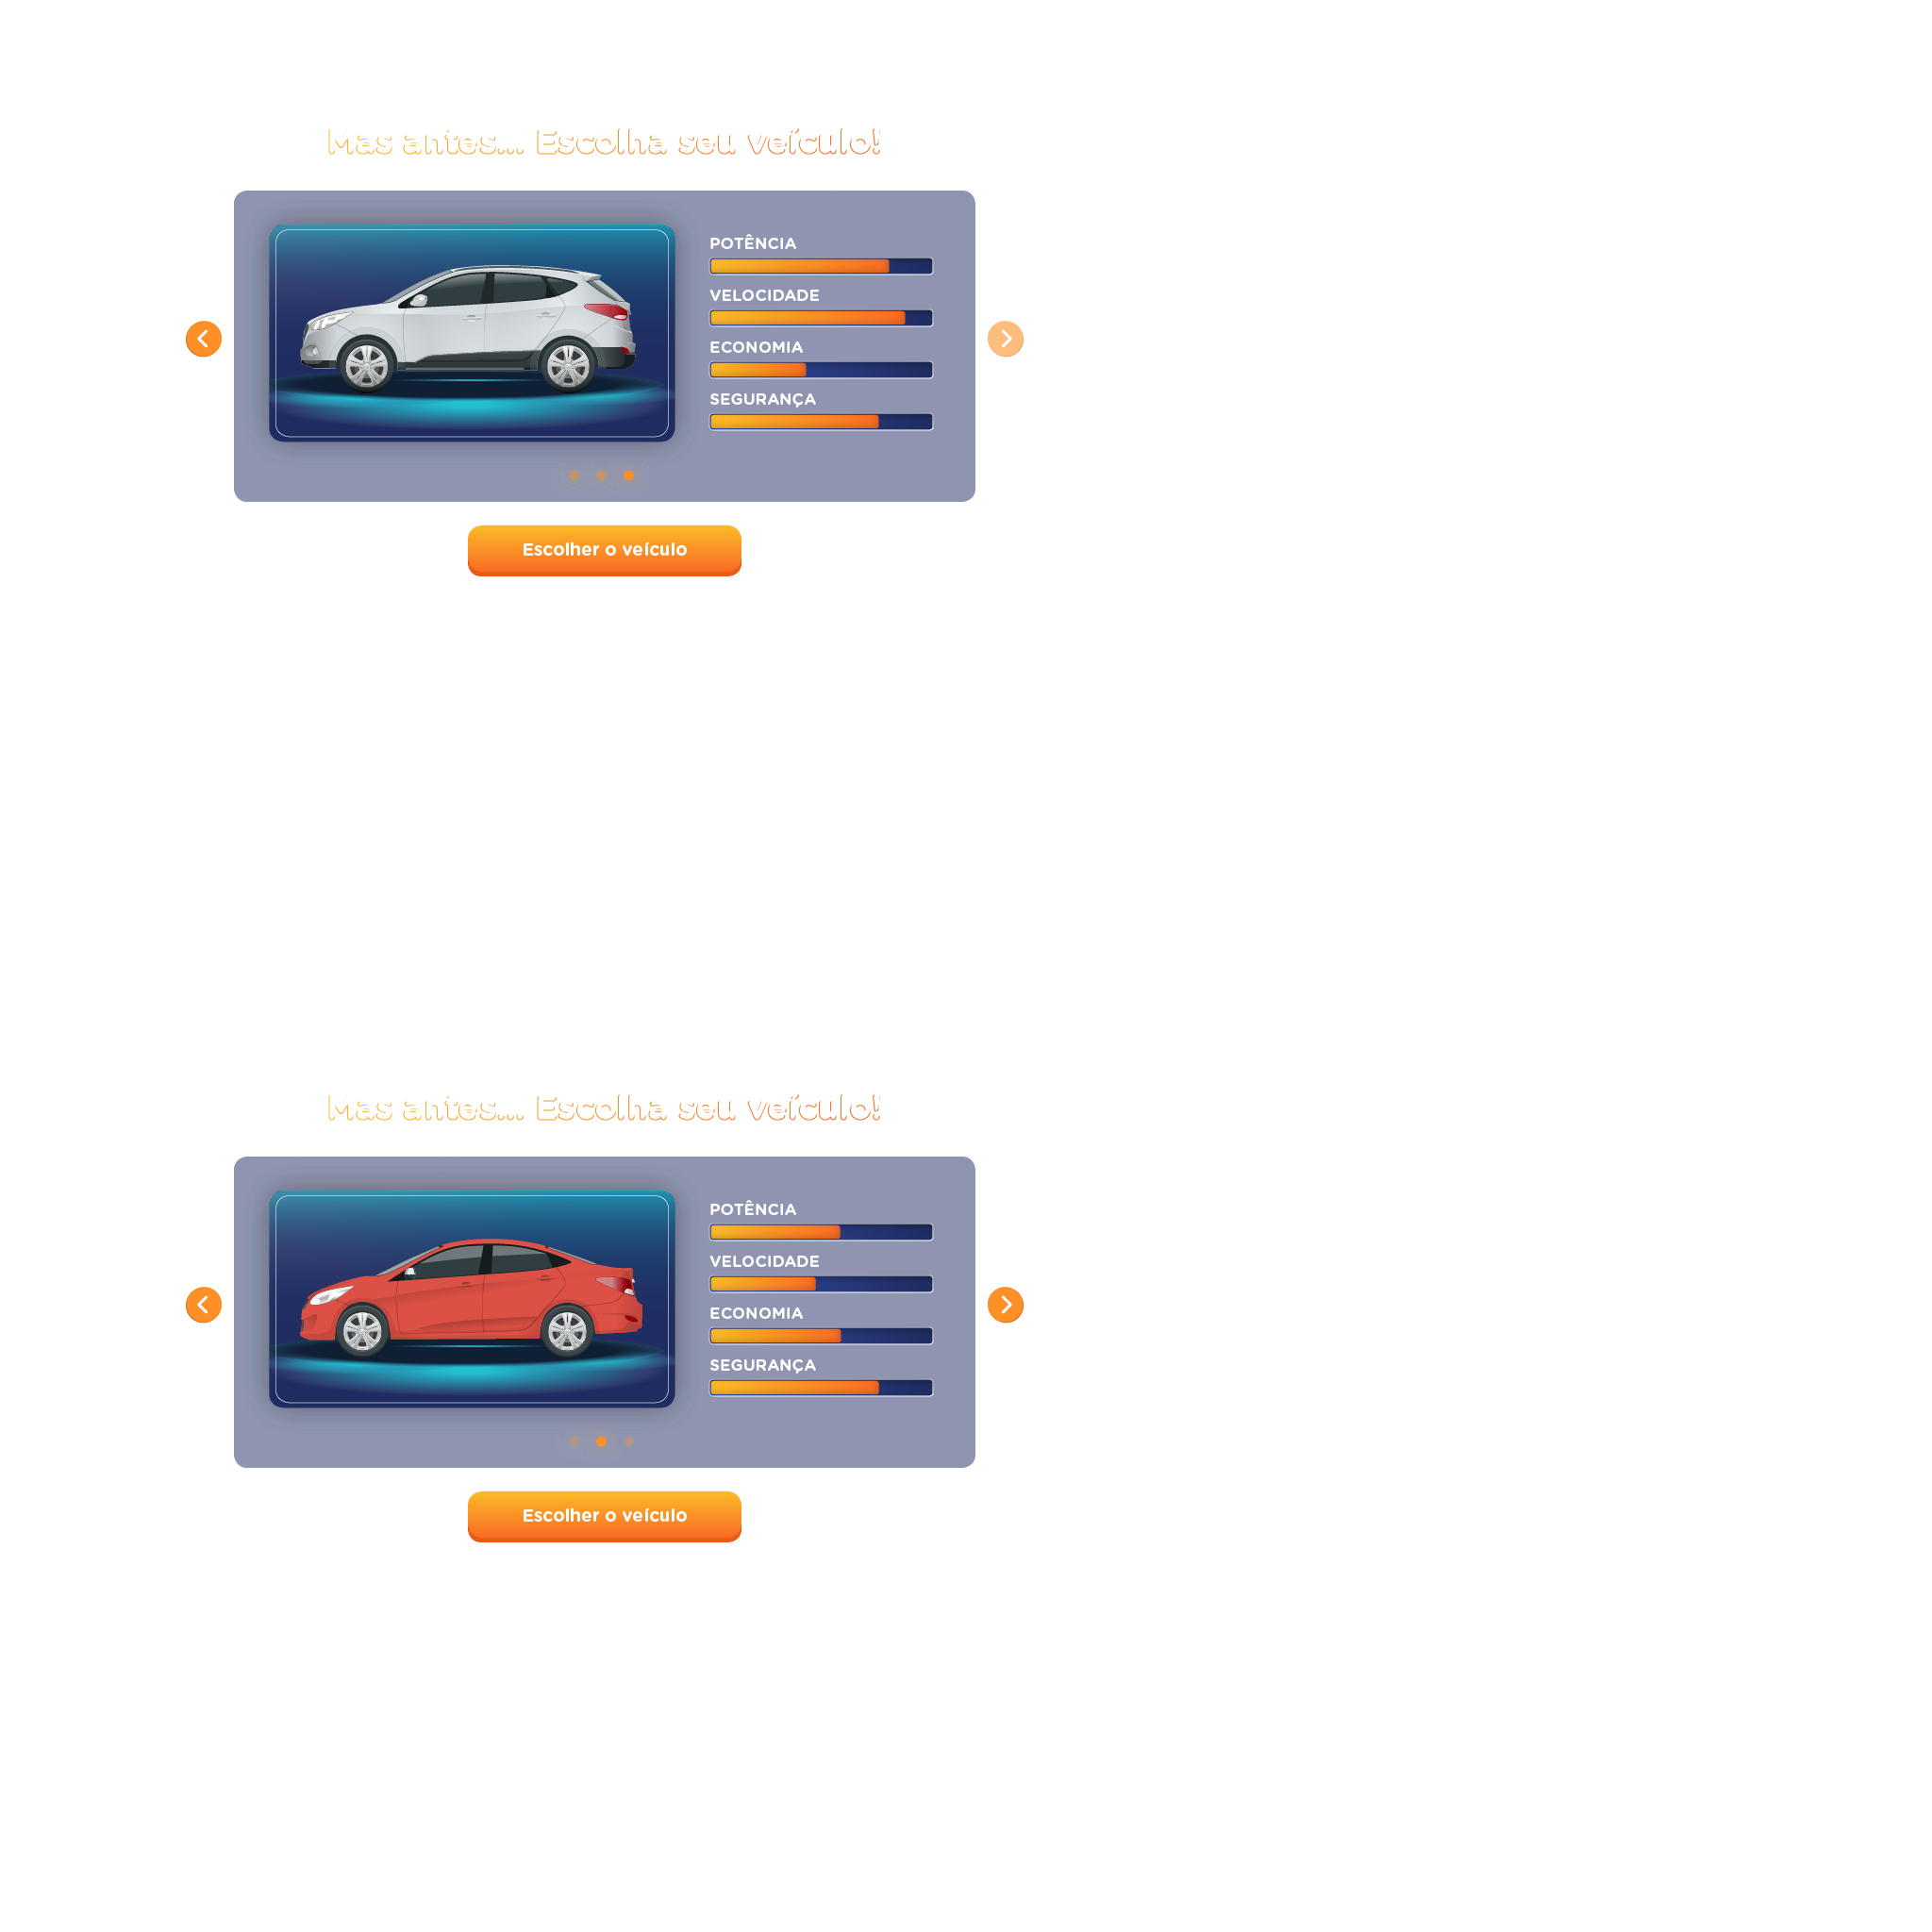 Mas antes... Escolha seu veículo!
POTÊNCIA
VELOCIDADE
ECONOMIA
SEGURANÇA
Escolher o veículo
Mas antes... Escolha seu veículo!
POTÊNCIA
VELOCIDADE
ECONOMIA
SEGURANÇA
Escolher o veículo